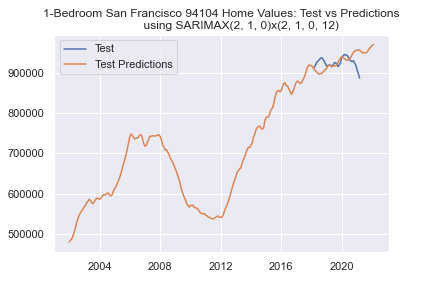 1-Bedroom San Francisco 94104 Home Values: Test vs Predictions
using SARIMAX(2, 1, 0)x(2, 1, 0, 12)
Test
Test Predictions
900000
800000
700000
600000
500000
2004 2008 2012 2016 2020